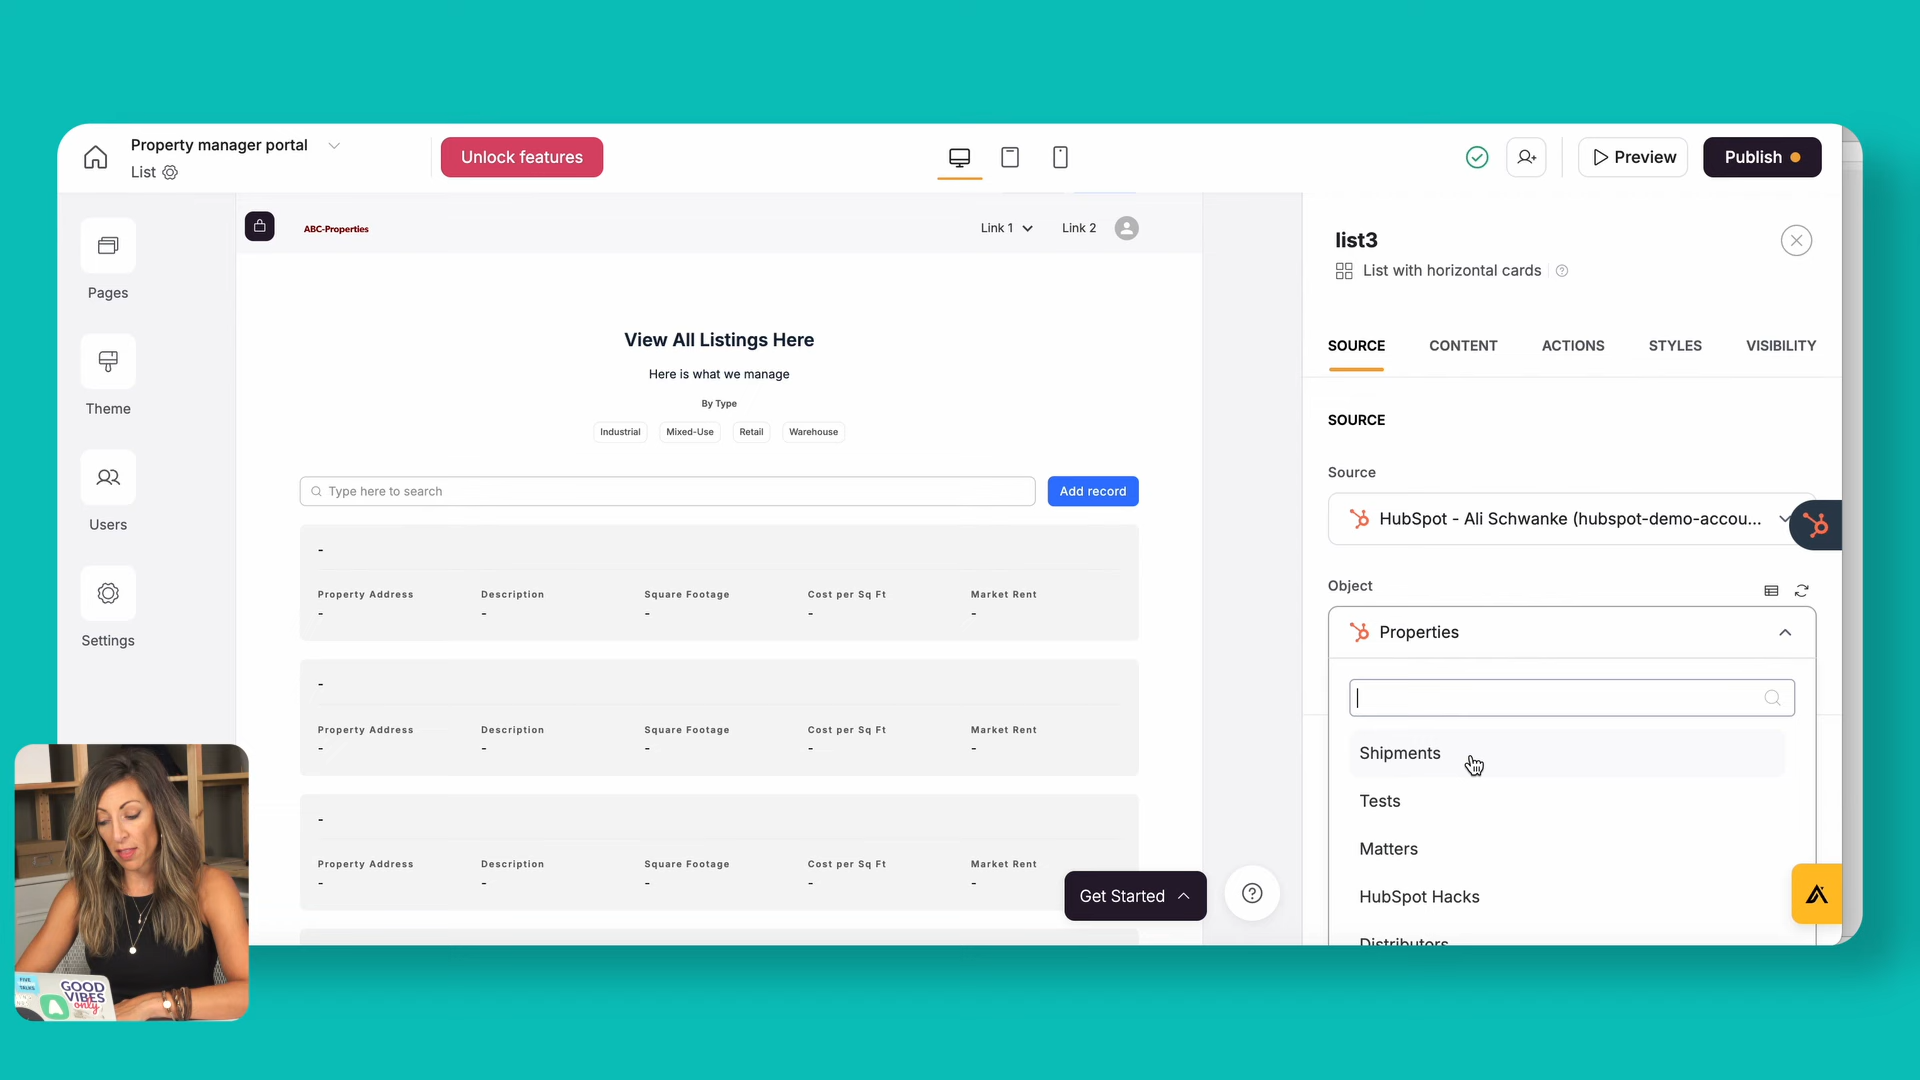 Property manager portal
List
Unlock features
Preview
Publish
Pages
Theme
Users
Settings
ABC-Properties
Link 1
Link 2
View All Listings Here
Here is what we manage
By Type
Industrial
Mixed-Use
Retail
Warehouse
Type here to search
Add record
-
Property Address
Description
Square Footage
Cost per Sq Ft
Market Rent
-
-
-
-
-
-
Property Address
Description
Square Footage
Cost per Sq Ft
Market Rent
-
-
-
-
-
-
Property Address
Description
Square Footage
Cost per Sq Ft
Market Rent
-
-
-
-
-
Get Started
list3
List with horizontal cards
SOURCE
CONTENT
ACTIONS
STYLES
VISIBILITY
SOURCE
Source
HubSpot - Ali Schwanke (hubspot-demo-accou...
Object
Properties
Shipments
Tests
Matters
HubSpot Hacks
Distributors
FIVE
TALKS
GOOD
VIBES
only